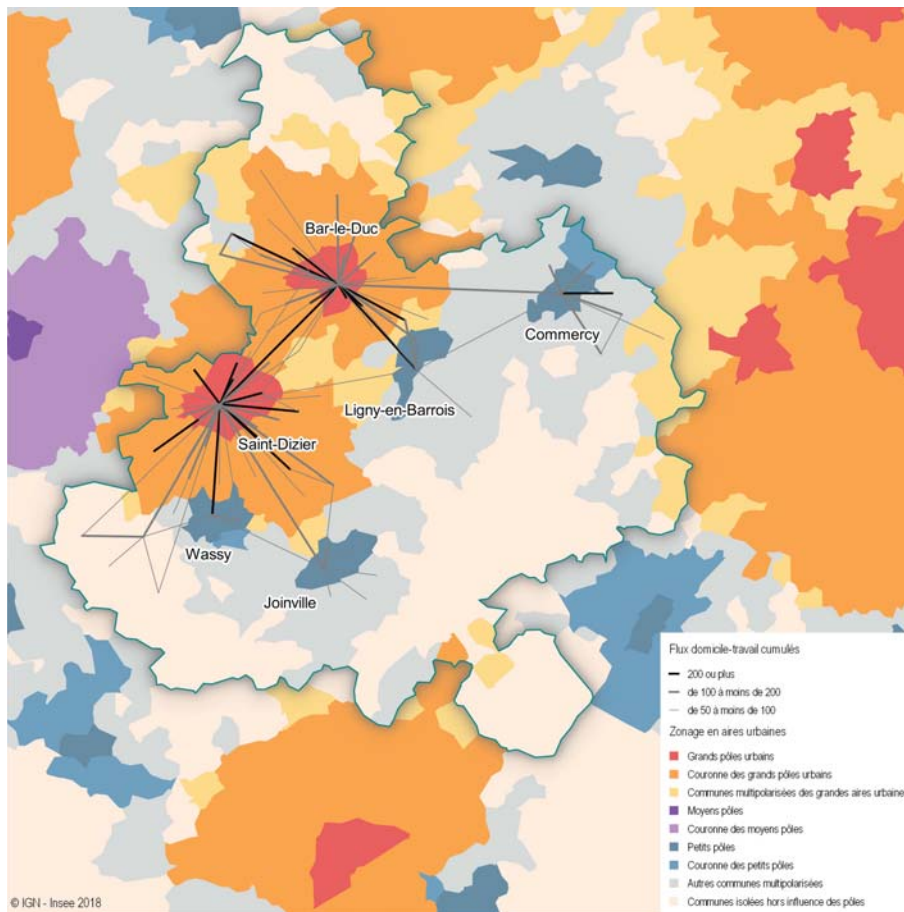 Bar-le-Duc
Commercy
Ligny-en-Barrois
Saint-Dizier
Wassy
Joinville
Flux domicile-travail cumulés
200 ou plus
de 100 à moins de 200
de 50 à moins de 100
Zonage en aires urbaines
Grands pôles urbains
Couronne des grands pôles urbains
Communes multipolarisées des grandes aires urbaine
Moyens pôles
Couronne des moyens pôles
Petits pôles
Couronne des petits pôles
Autres communes multipolarisées
Communes isolées hors influence des pôles
© IGN - Insee 2018